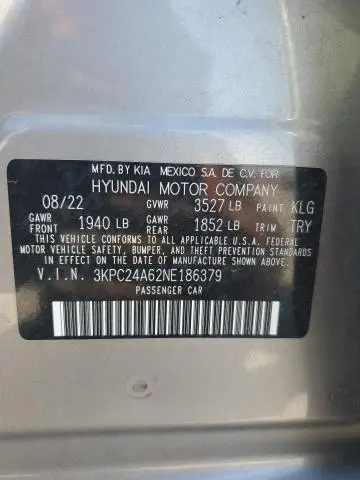 MFD. BY KIA MEXICO S.A. DE C.V. FOR
HYUNDAI MOTOR COMPANY
08/22 GVWR 3527 LB PAINT KLG
GAWR FRONT 1940 LB GAWR REAR 1852 LB TRIM TRY
THIS VEHICLE CONFORMS TO ALL APPLICABLE U.S.A. FEDERAL
MOTOR VEHICLE SAFETY, BUMPER, AND THEFT PREVENTION STANDARDS
IN EFFECT ON THE DATE OF MANUFACTURE SHOWN ABOVE.
V.I.N. 3KPC24A62NE186379
PASSENGER CAR